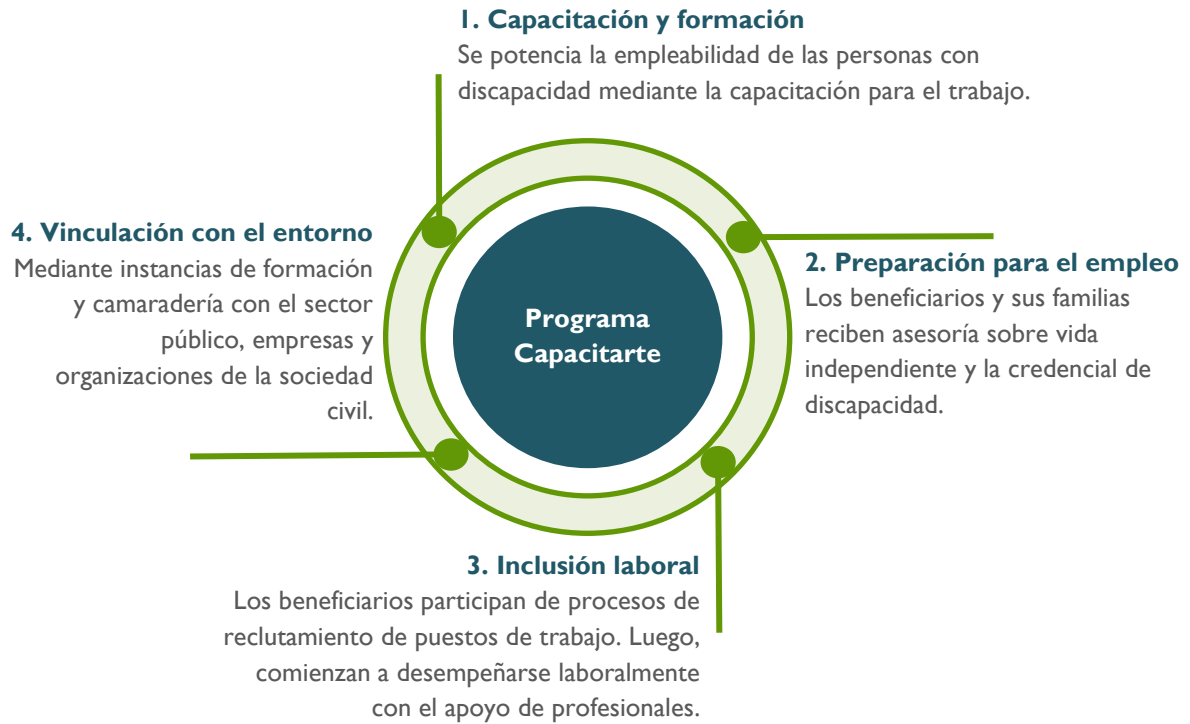 1. Capacitación y formación
Se potencia la empleabilidad de las personas con
discapacidad mediante la capacitación para el trabajo.
Programa
Capacitarte
2. Preparación para el empleo
Los beneficiarios y sus familias
reciben asesoría sobre vida
independiente y la credencial de
discapacidad.
3. Inclusión laboral
Los beneficiarios participan de procesos de
reclutamiento de puestos de trabajo. Luego,
comienzan a desempeñarse laboralmente
con el apoyo de profesionales.
4. Vinculación con el entorno
Mediante instancias de formación
y camaradería con el sector
público, empresas y
organizaciones de la sociedad
civil.